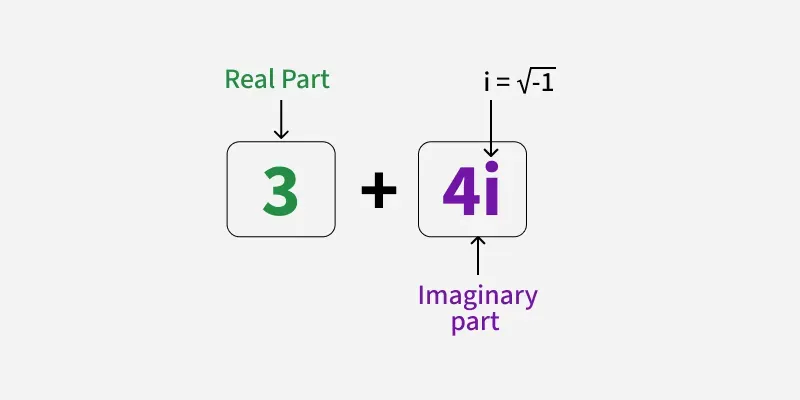 Real Part
i = √-1
3 + 4i
Imaginary
part